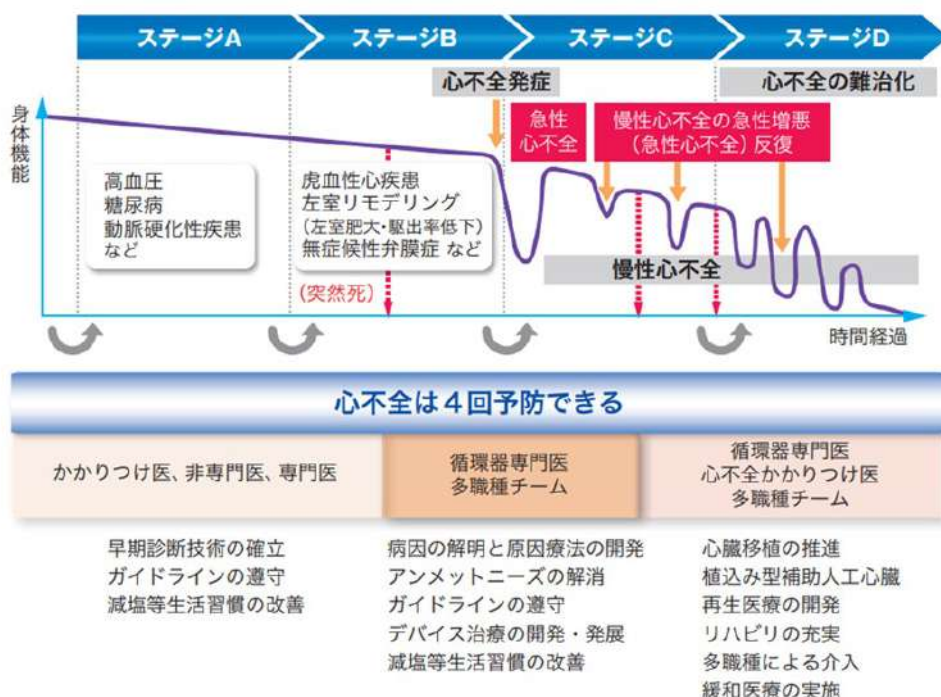 ステージA
ステージB
ステージC
ステージD
心不全発症
心不全の難治化
身体機能
急性
心不全
慢性心不全の急性増悪
(急性心不全)反復
高血圧
糖尿病
動脈硬化性疾患
など
虚血性心疾患
左室リモデリング
(左室肥大・駆出率低下)
無症候性弁膜症 など
(突然死)
慢性心不全
時間経過
心不全は4回予防できる
かかりつけ医、非専門医、専門医
循環器専門医
多職種チーム
循環器専門医
心不全かかりつけ医
多職種チーム
早期診断技術の確立
ガイドラインの遵守
減塩等生活習慣の改善
病因の解明と原因療法の開発
アンメットニーズの解消
ガイドラインの遵守
デバイス治療の開発・発展
減塩等生活習慣の改善
心臓移植の推進
植込み型補助人工心臓
再生医療の開発
リハビリの充実
多職種による介入
緩和医療の実施